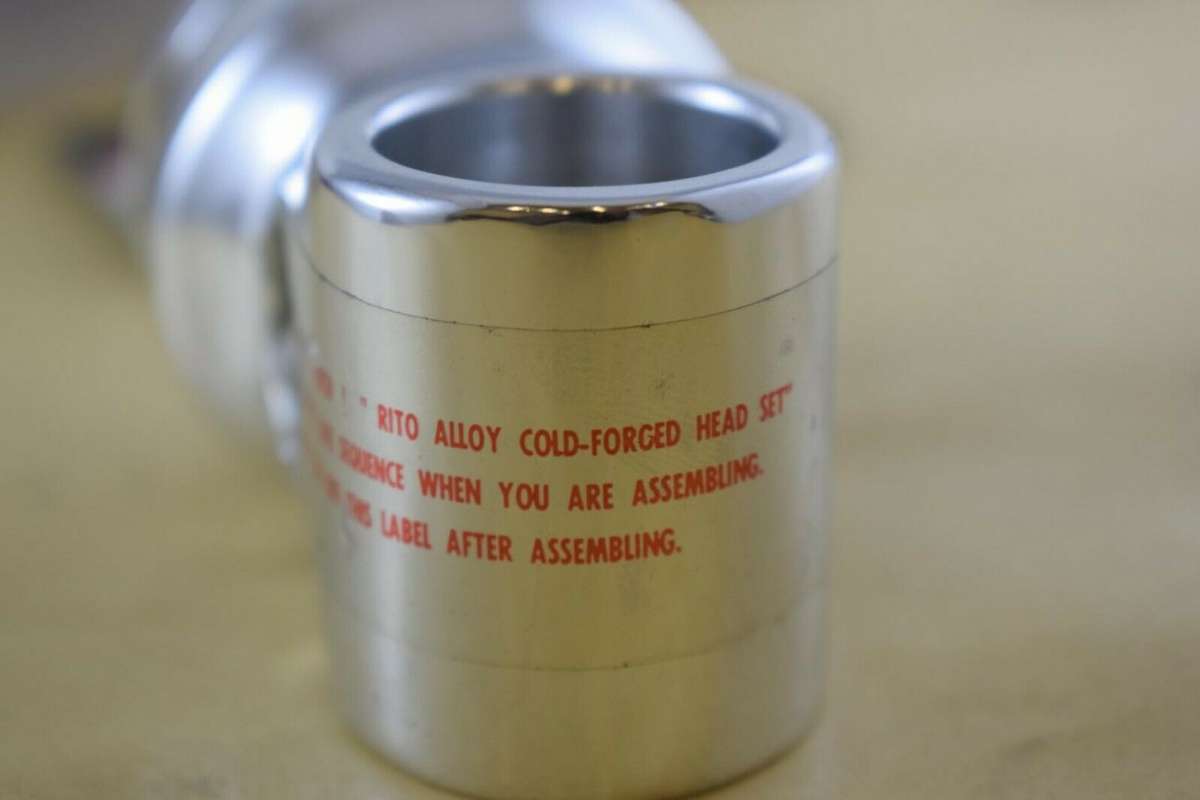 " RITO ALLOY COLD-FORGED HEAD SET"
SEQUENCE WHEN YOU ARE ASSEMBLING.
THIS LABEL AFTER ASSEMBLING.